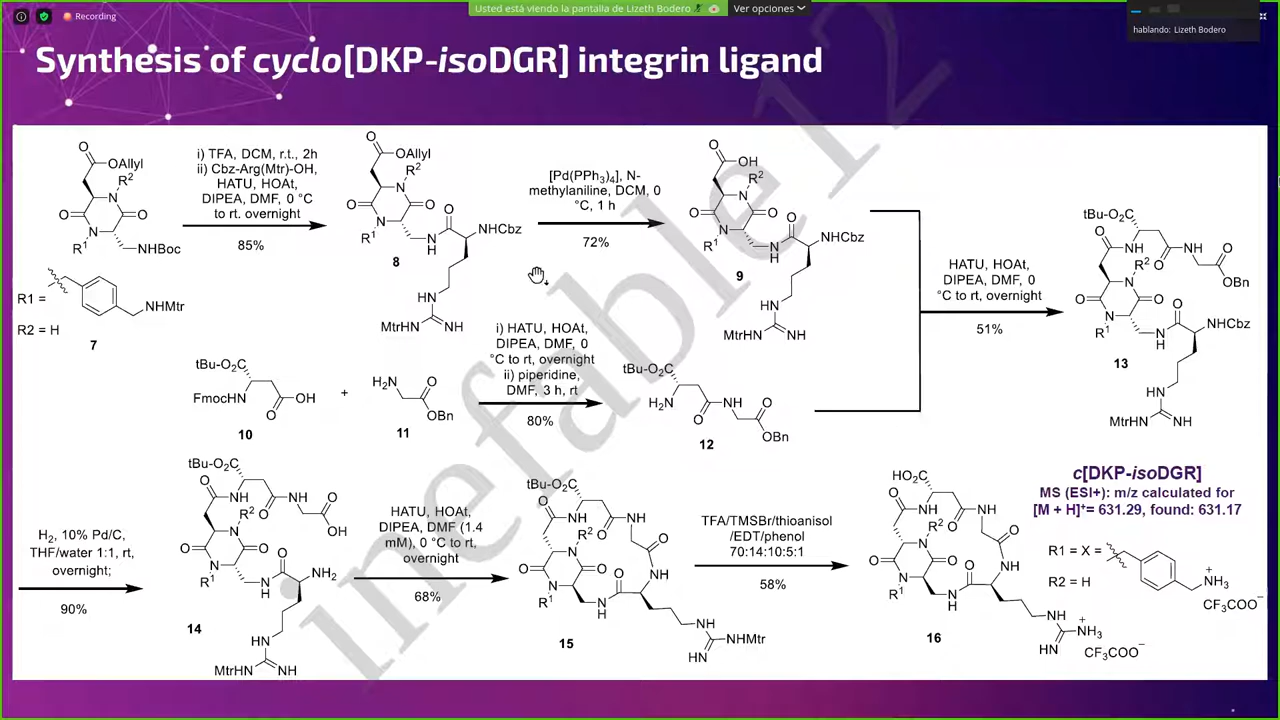 Recording
Usted está viendo la pantalla de Lizeth Bodero
Ver opciones
hablando: Lizeth Bodero
Synthesis of cyclo[DKP-isoDGR] integrin ligand
O
OAllyl
R²
N
O
O
N
R¹
NHBoc
R1 =
NHMtr
R2 = H
7
i) TFA, DCM, r.t., 2h
ii) Cbz-Arg(Mtr)-OH,
HATU, HOAt,
DIPEA, DMF, 0 °C
to rt. overnight
85%
O
OAllyl
R²
N
O
O
N
R¹
O
N
H
NHCbz
8
HN
MtrHN
NH
[Pd(PPh₃)₄], N-
methylaniline, DCM, 0
°C, 1 h
72%
O
OH
R²
N
O
O
N
R¹
O
N
H
NHCbz
9
HN
MtrHN
NH
tBu-O₂C
FmocHN
OH
O
10
+
H₂N
O
OBn
11
i) HATU, HOAt,
DIPEA, DMF, 0
°C to rt, overnight
ii) piperidine,
DMF, 3 h, rt
80%
tBu-O₂C
H₂N
O
NH
O
OBn
12
HATU, HOAt,
DIPEA, DMF, 0
°C to rt, overnight
51%
tBu-O₂C
O
NH
O
NH
O
OBn
R²
N
O
O
N
R¹
O
N
H
NHCbz
13
HN
MtrHN
NH
H₂, 10% Pd/C,
THF/water 1:1, rt,
overnight;
90%
tBu-O₂C
O
NH
O
NH
O
OH
R²
N
O
O
N
R¹
O
N
H
NH₂
14
HN
MtrHN
NH
HATU, HOAt,
DIPEA, DMF (1.4
mM), 0 °C to rt,
overnight
68%
tBu-O₂C
O
NH
O
NH
R²
N
O
O
O
N
R¹
O
NH
N
H
15
H
N
NHMtr
HN
TFA/TMSBr/thioanisol
/EDT/phenol
70:14:10:5:1
58%
HO₂C
O
NH
O
NH
R²
N
O
O
O
N
R¹
O
NH
N
H
16
H
N
NH₃
+
HN
CF₃COO⁻
c[DKP-isoDGR]
MS (ESI+): m/z calculated for
[M + H]⁺= 631.29, found: 631.17
R1 = X =
NH₃
+
R2 = H
CF₃COO⁻
inefable12